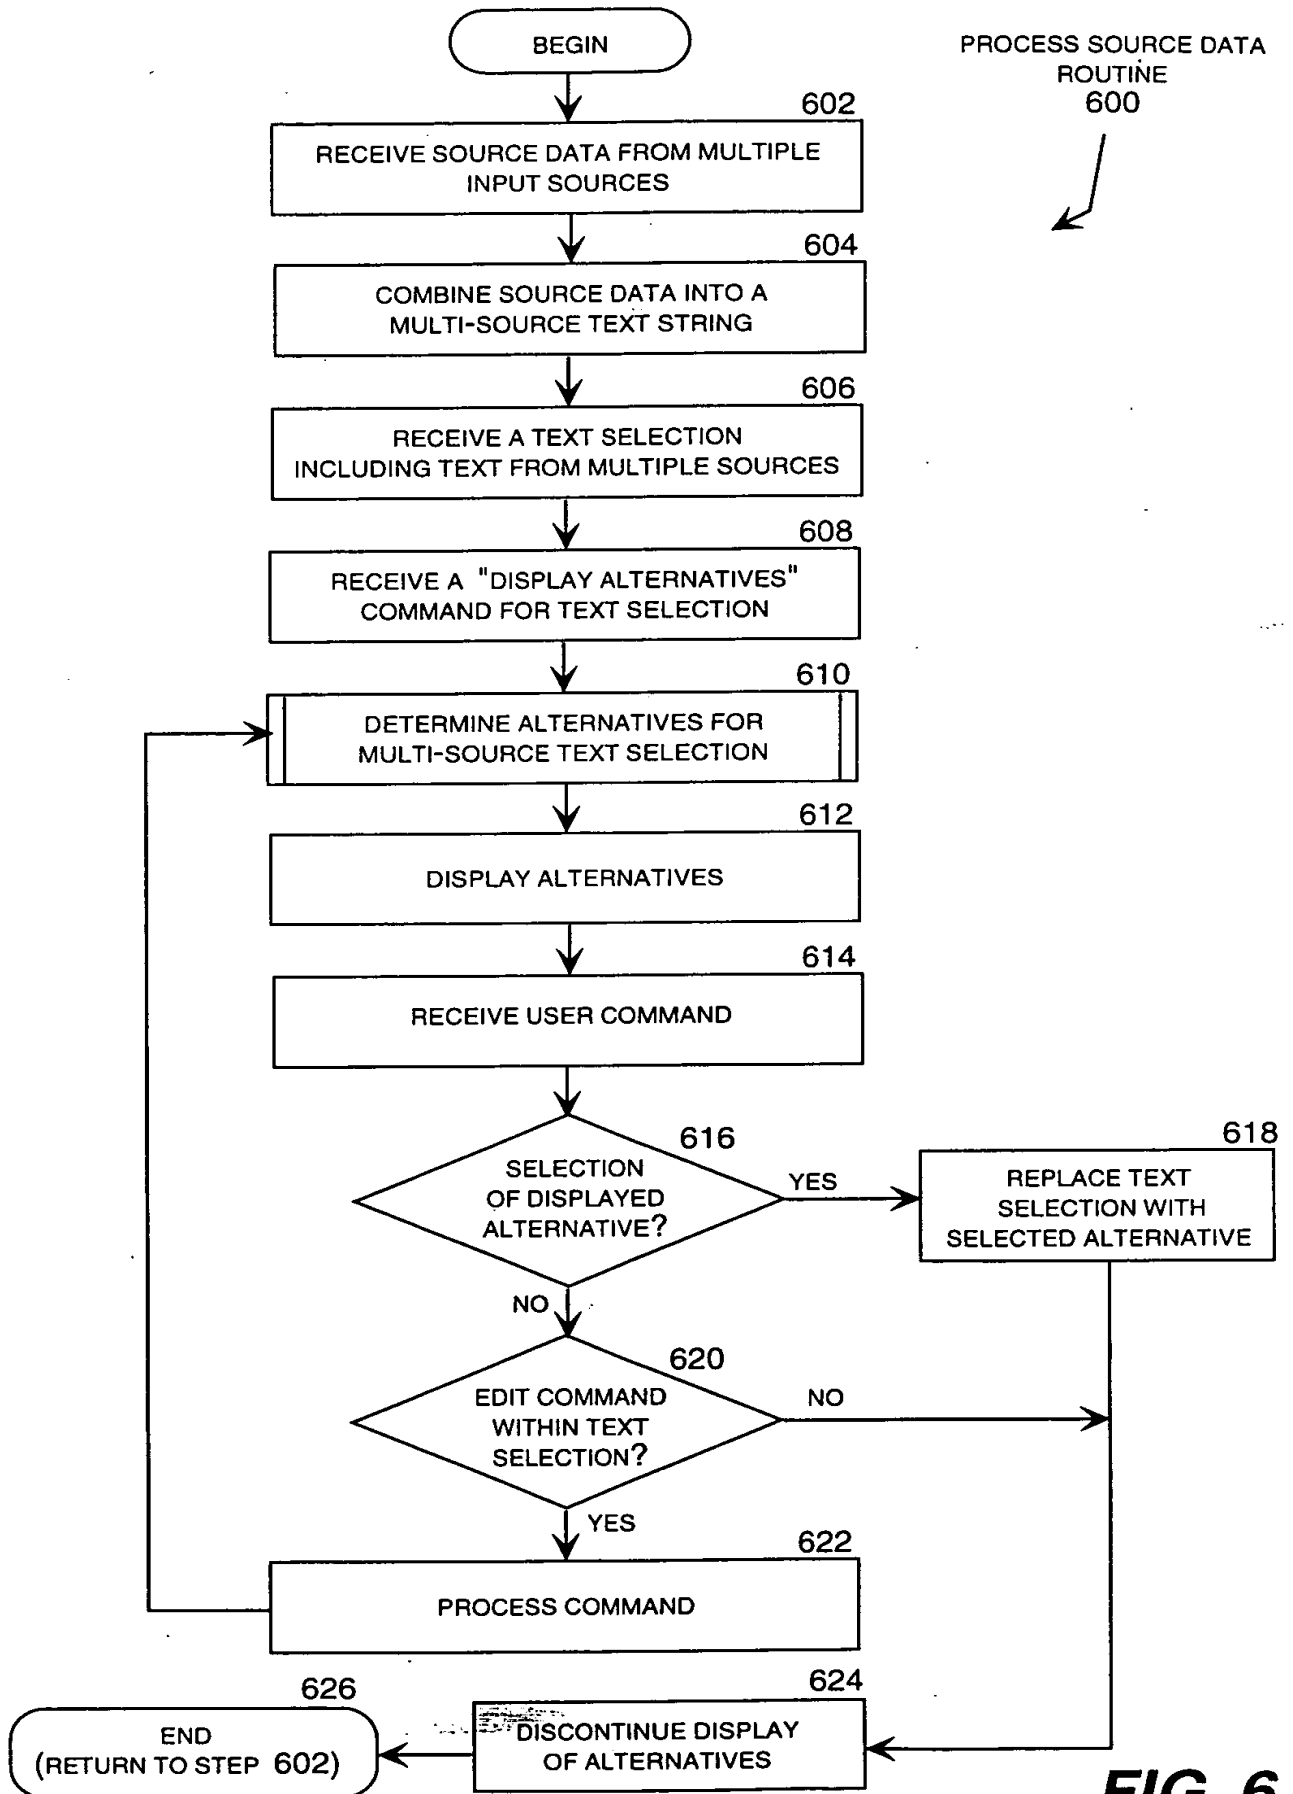 BEGIN
PROCESS SOURCE DATA
ROUTINE
600
602
RECEIVE SOURCE DATA FROM MULTIPLE
INPUT SOURCES
604
COMBINE SOURCE DATA INTO A
MULTI-SOURCE TEXT STRING
606
RECEIVE A TEXT SELECTION
INCLUDING TEXT FROM MULTIPLE SOURCES
608
RECEIVE A "DISPLAY ALTERNATIVES"
COMMAND FOR TEXT SELECTION
610
DETERMINE ALTERNATIVES FOR
MULTI-SOURCE TEXT SELECTION
612
DISPLAY ALTERNATIVES
614
RECEIVE USER COMMAND
616
SELECTION
OF DISPLAYED
ALTERNATIVE?
YES
618
REPLACE TEXT
SELECTION WITH
SELECTED ALTERNATIVE
NO
620
EDIT COMMAND
WITHIN TEXT
SELECTION?
NO
YES
622
PROCESS COMMAND
624
DISCONTINUE DISPLAY
OF ALTERNATIVES
626
END
(RETURN TO STEP 602)
FIG. 6